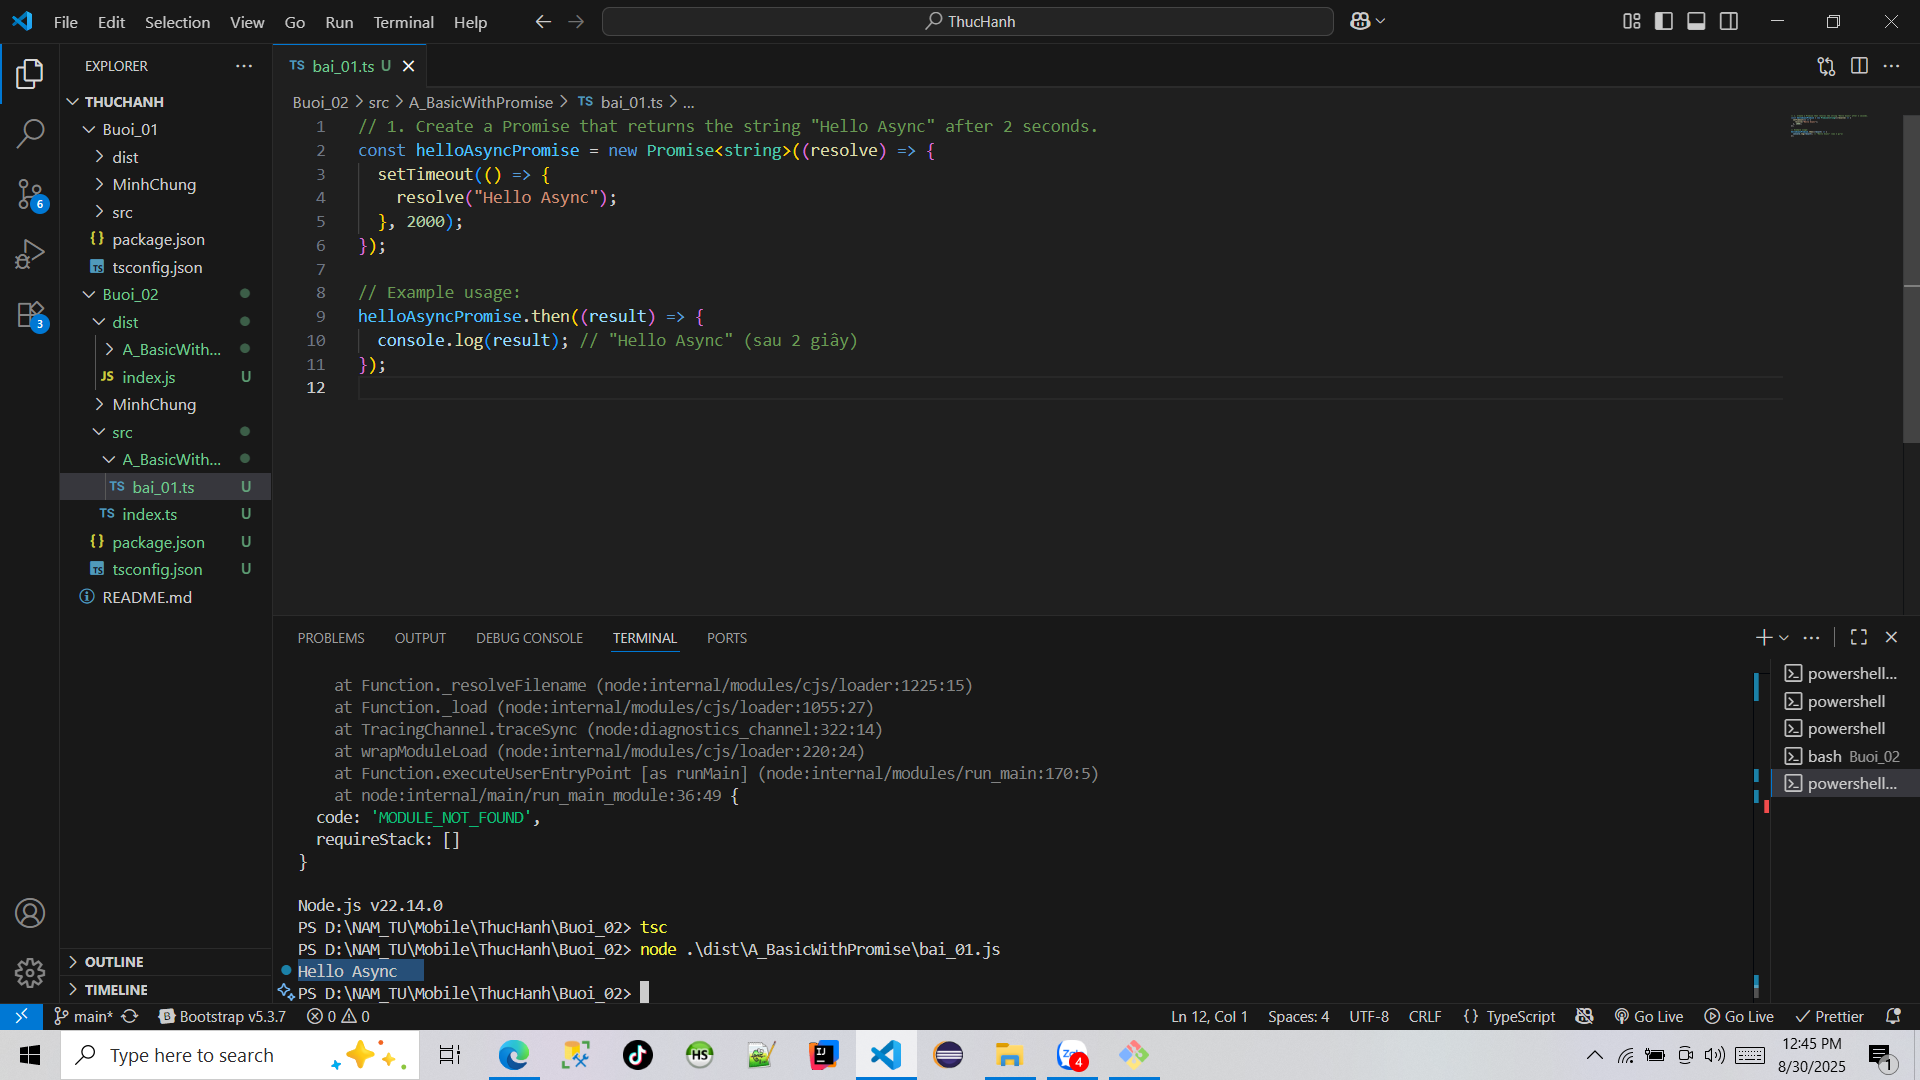 File Edit Selection View Go Run Terminal Help
ThucHanh
EXPLORER
THUCHANH
Buoi_01
dist
MinhChung
src
package.json
tsconfig.json
Buoi_02
dist
A_BasicWith...
index.js U
MinhChung
src
A_BasicWith...
bai_01.ts U
index.ts U
package.json U
tsconfig.json U
README.md
OUTLINE
TIMELINE
6
3
TS bai_01.ts U
Buoi_02 > src > A_BasicWithPromise > TS bai_01.ts > ...
1 // 1. Create a Promise that returns the string "Hello Async" after 2 seconds.
2 const helloAsyncPromise = new Promise<string>((resolve) => {
3 setTimeout(() => {
4 resolve("Hello Async");
5 }, 2000);
6 });
7
8 // Example usage:
9 helloAsyncPromise.then((result) => {
10 console.log(result); // "Hello Async" (sau 2 giây)
11 });
12
PROBLEMS OUTPUT DEBUG CONSOLE TERMINAL PORTS
at Function._resolveFilename (node:internal/modules/cjs/loader:1225:15)
at Function._load (node:internal/modules/cjs/loader:1055:27)
at TracingChannel.traceSync (node:diagnostics_channel:322:14)
at wrapModuleLoad (node:internal/modules/cjs/loader:220:24)
at Function.executeUserEntryPoint [as runMain] (node:internal/modules/run_main:170:5)
at node:internal/main/run_main_module:36:49 {
code: 'MODULE_NOT_FOUND',
requireStack: []
}
Node.js v22.14.0
PS D:\NAM_TU\Mobile\ThucHanh\Buoi_02> tsc
PS D:\NAM_TU\Mobile\ThucHanh\Buoi_02> node .\dist\A_BasicWithPromise\bai_01.js
Hello Async
PS D:\NAM_TU\Mobile\ThucHanh\Buoi_02>
powershell...
powershell
powershell
bash Buoi_02
powershell...
main* Bootstrap v5.3.7 0 0
Ln 12, Col 1 Spaces: 4 UTF-8 CRLF {} TypeScript Go Live Go Live Prettier
Type here to search
4
12:45 PM
8/30/2025
1